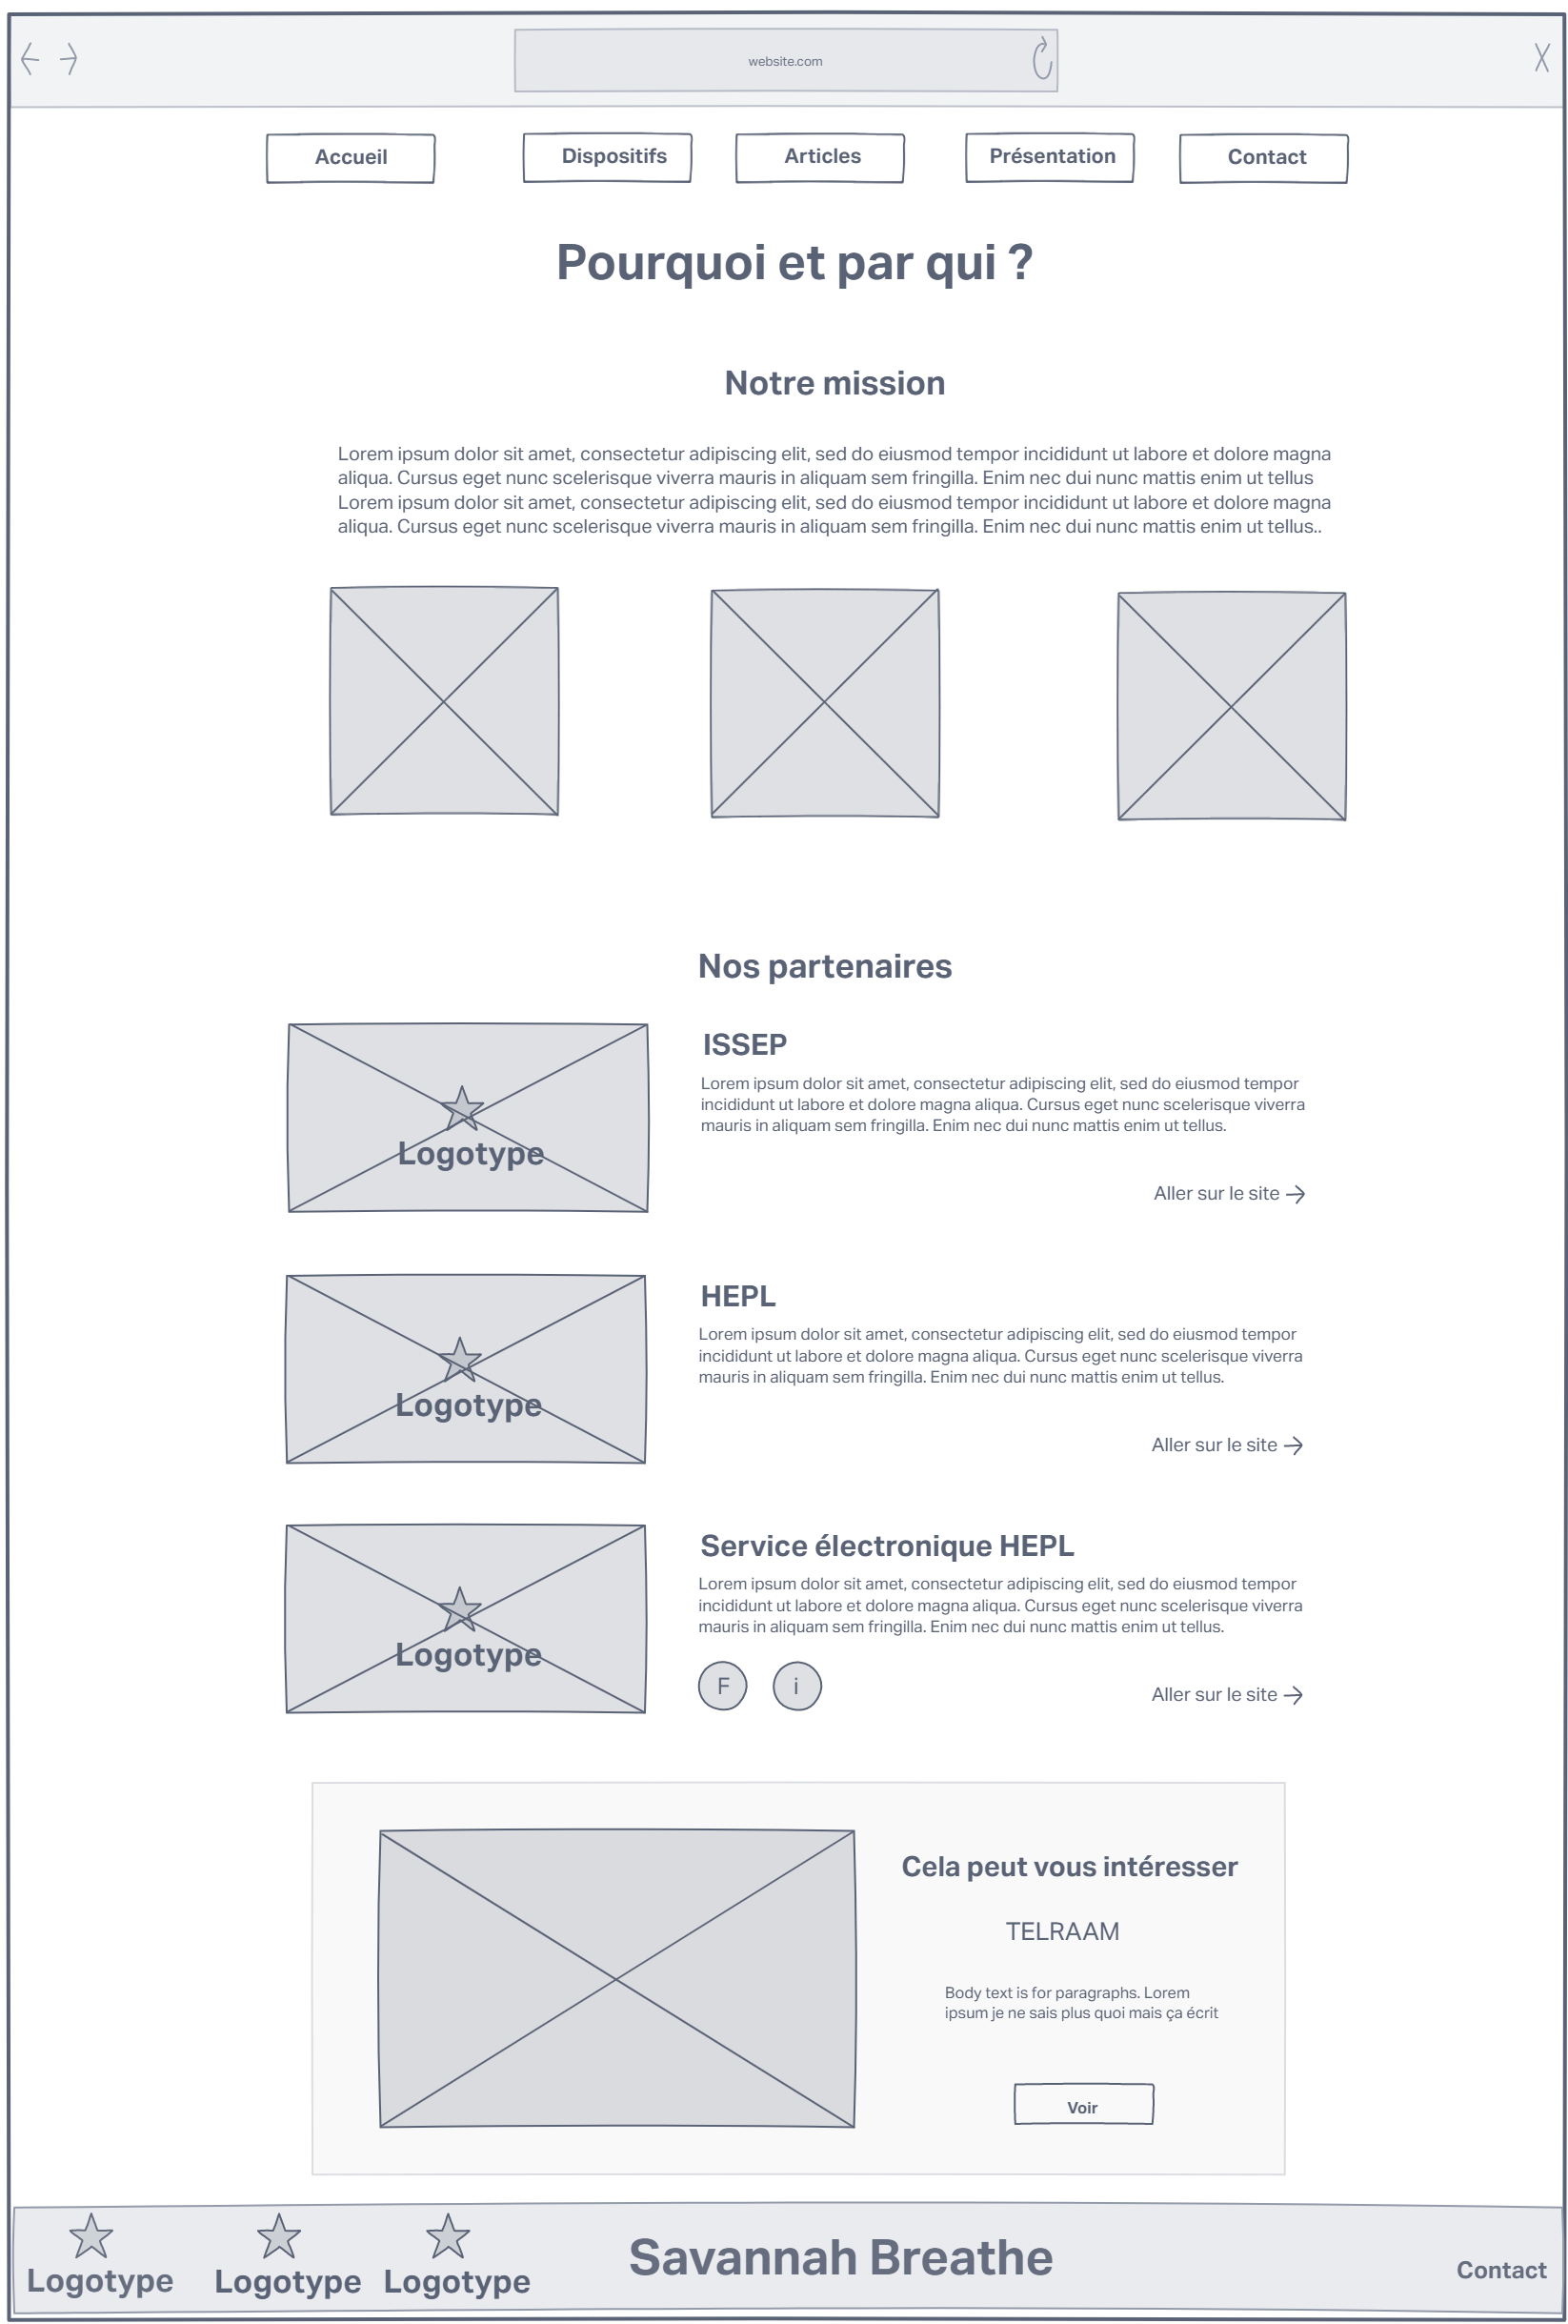 website.com
Accueil
Dispositifs
Articles
Présentation
Contact
Pourquoi et par qui ?
Notre mission
Lorem ipsum dolor sit amet, consectetur adipiscing elit, sed do eiusmod tempor incididunt ut labore et dolore magna
aliqua. Cursus eget nunc scelerisque viverra mauris in aliquam sem fringilla. Enim nec dui nunc mattis enim ut tellus
Lorem ipsum dolor sit amet, consectetur adipiscing elit, sed do eiusmod tempor incididunt ut labore et dolore magna
aliqua. Cursus eget nunc scelerisque viverra mauris in aliquam sem fringilla. Enim nec dui nunc mattis enim ut tellus..
Nos partenaires
Logotype
ISSEP
Lorem ipsum dolor sit amet, consectetur adipiscing elit, sed do eiusmod tempor
incididunt ut labore et dolore magna aliqua. Cursus eget nunc scelerisque viverra
mauris in aliquam sem fringilla. Enim nec dui nunc mattis enim ut tellus.
Aller sur le site
Logotype
HEPL
Lorem ipsum dolor sit amet, consectetur adipiscing elit, sed do eiusmod tempor
incididunt ut labore et dolore magna aliqua. Cursus eget nunc scelerisque viverra
mauris in aliquam sem fringilla. Enim nec dui nunc mattis enim ut tellus.
Aller sur le site
Logotype
Service électronique HEPL
Lorem ipsum dolor sit amet, consectetur adipiscing elit, sed do eiusmod tempor
incididunt ut labore et dolore magna aliqua. Cursus eget nunc scelerisque viverra
mauris in aliquam sem fringilla. Enim nec dui nunc mattis enim ut tellus.
F
i
Aller sur le site
Cela peut vous intéresser
TELRAAM
Body text is for paragraphs. Lorem
ipsum je ne sais plus quoi mais ça écrit
Voir
Logotype
Logotype
Logotype
Savannah Breathe
Contact